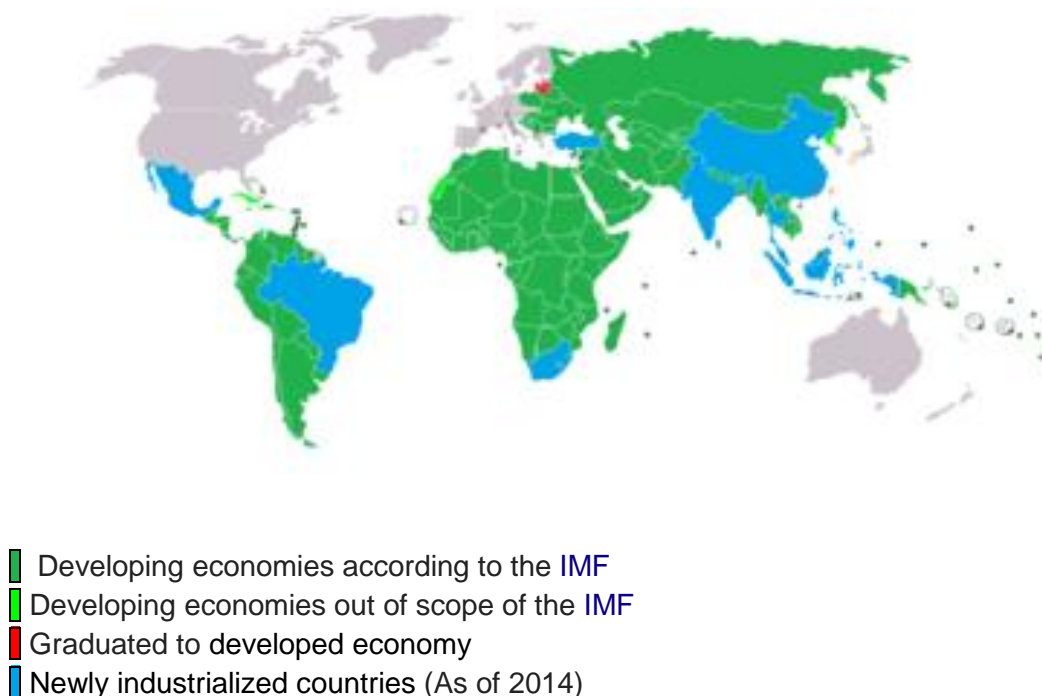 Developing economies according to the IMF
Developing economies out of scope of the IMF
Graduated to developed economy
Newly industrialized countries (As of 2014)